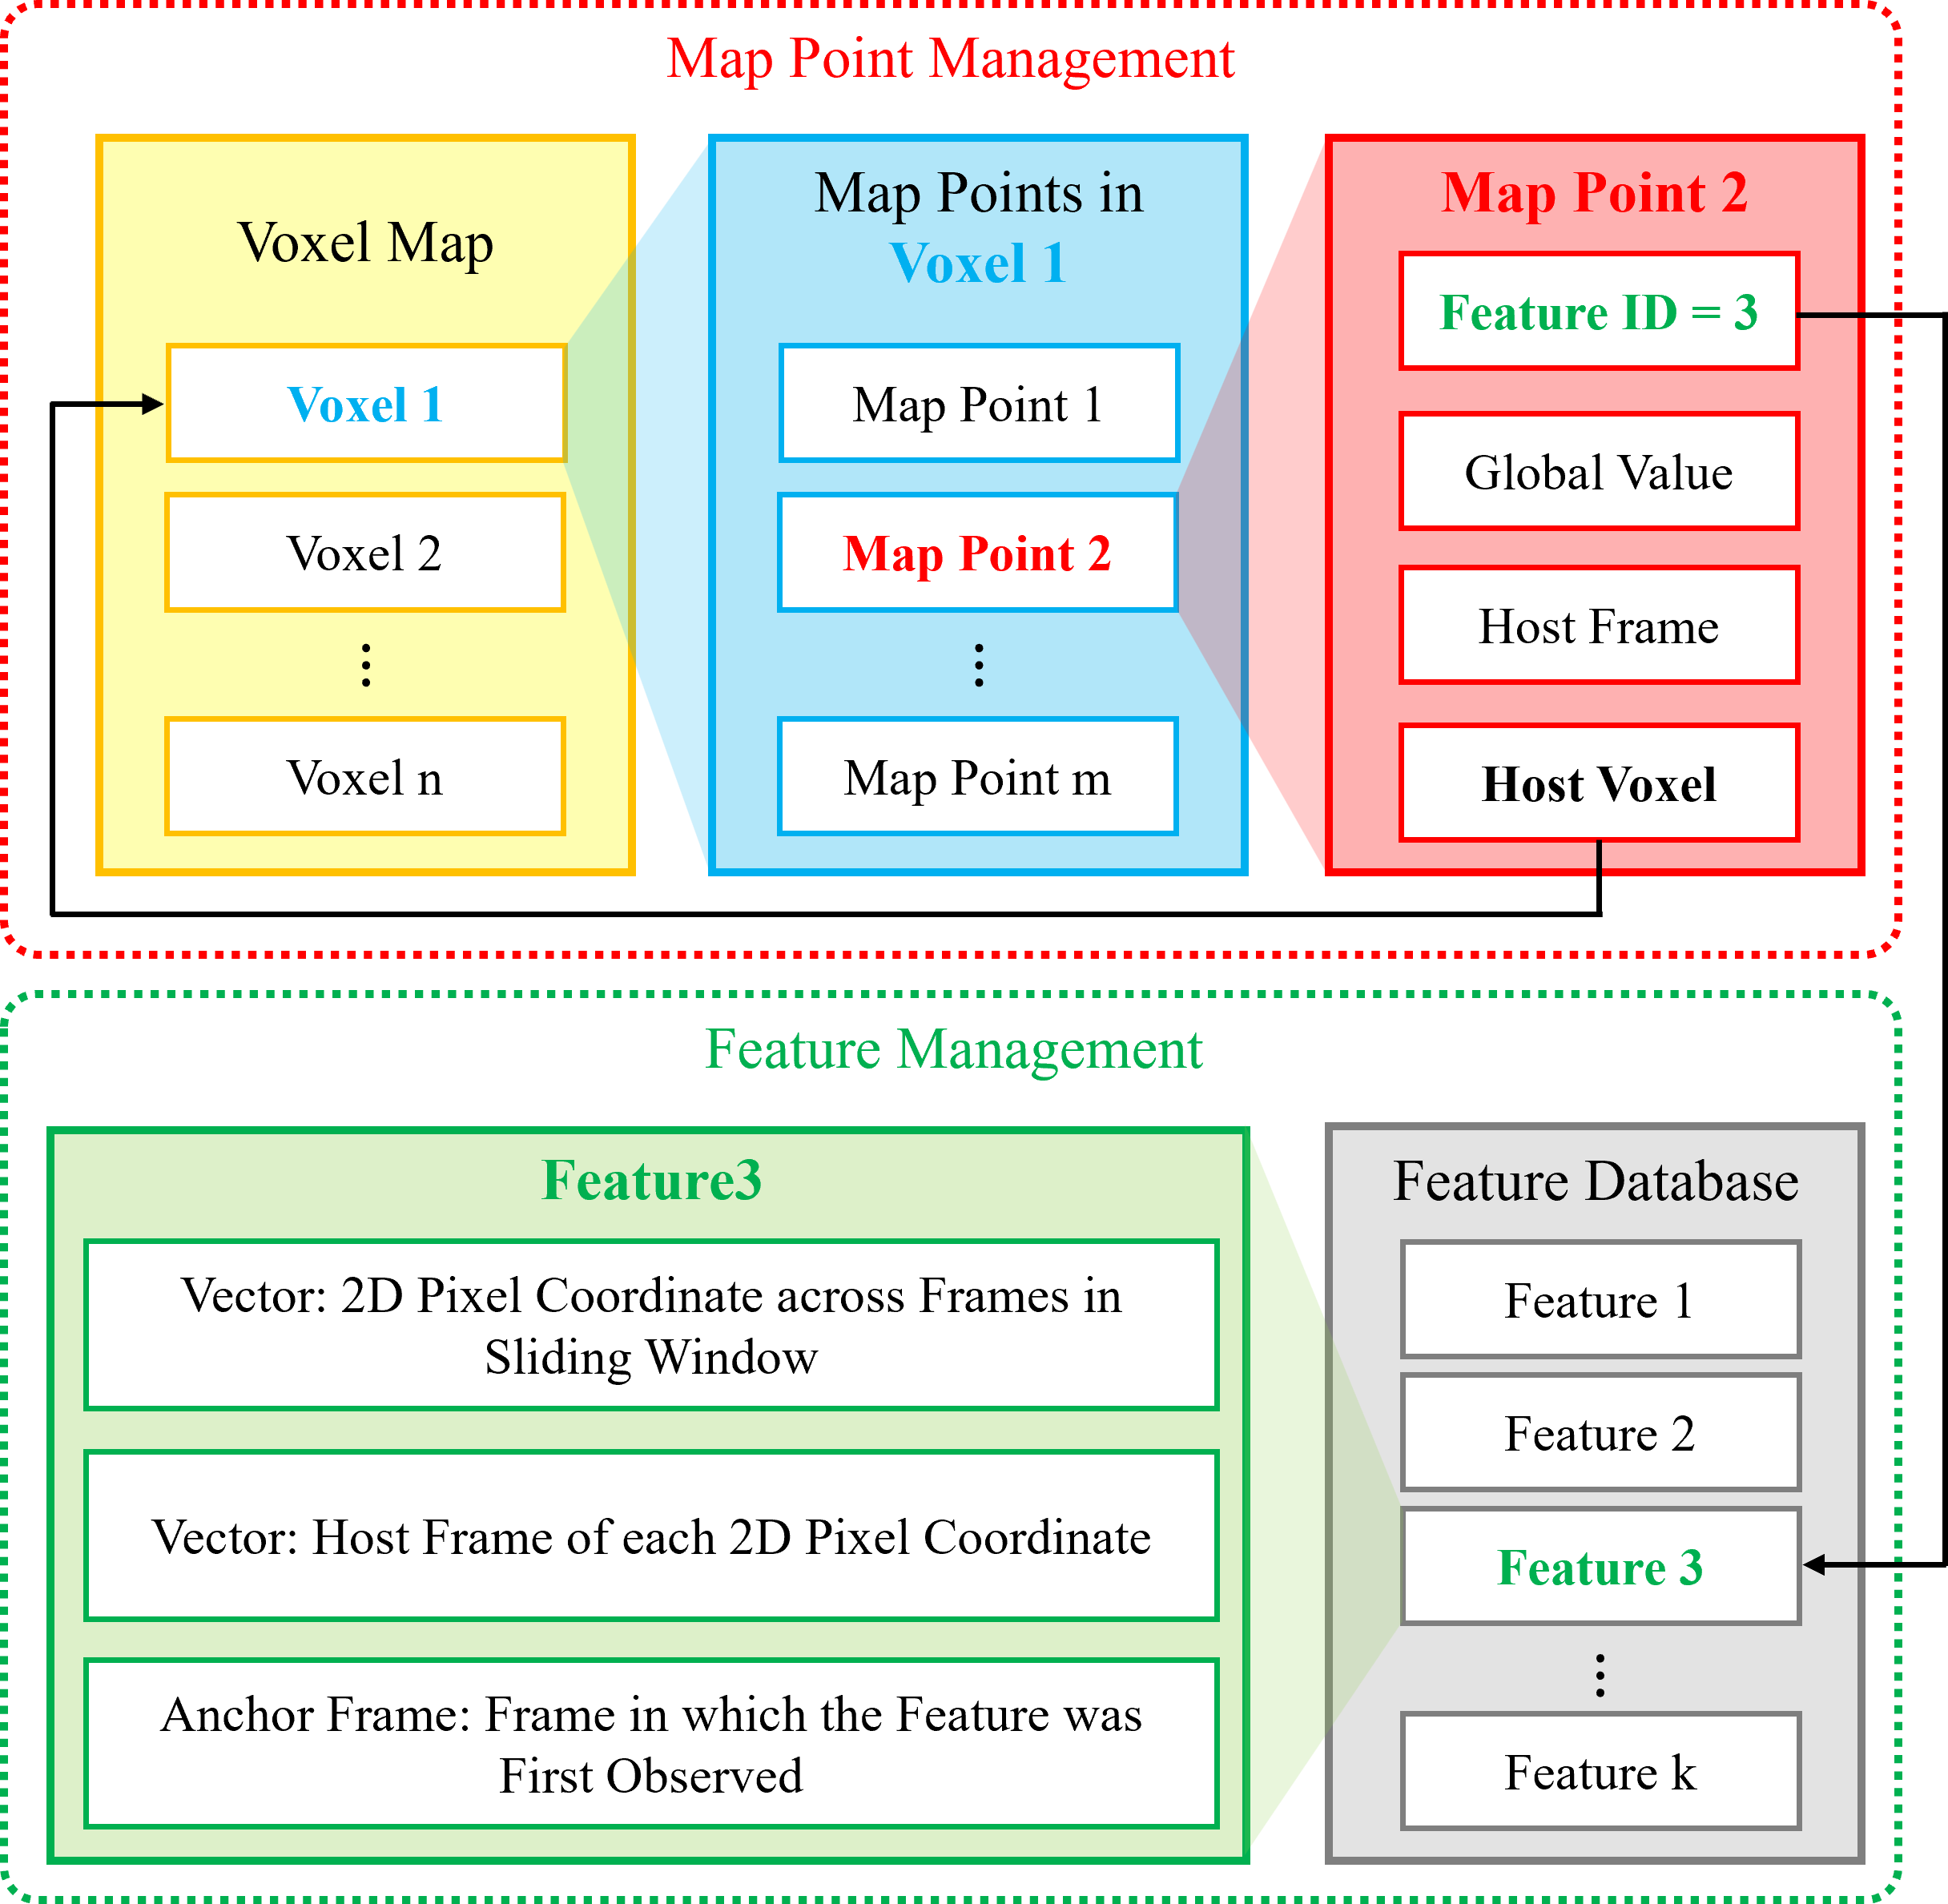 Map Point Management
Voxel Map
Voxel 1
Voxel 2
⋮
Voxel n
Map Points in
Voxel 1
Map Point 1
Map Point 2
⋮
Map Point m
Map Point 2
Feature ID = 3
Global Value
Host Frame
Host Voxel
Feature Management
Feature3
Vector: 2D Pixel Coordinate across Frames in
Sliding Window
Vector: Host Frame of each 2D Pixel Coordinate
Anchor Frame: Frame in which the Feature was
First Observed
Feature Database
Feature 1
Feature 2
Feature 3
⋮
Feature k